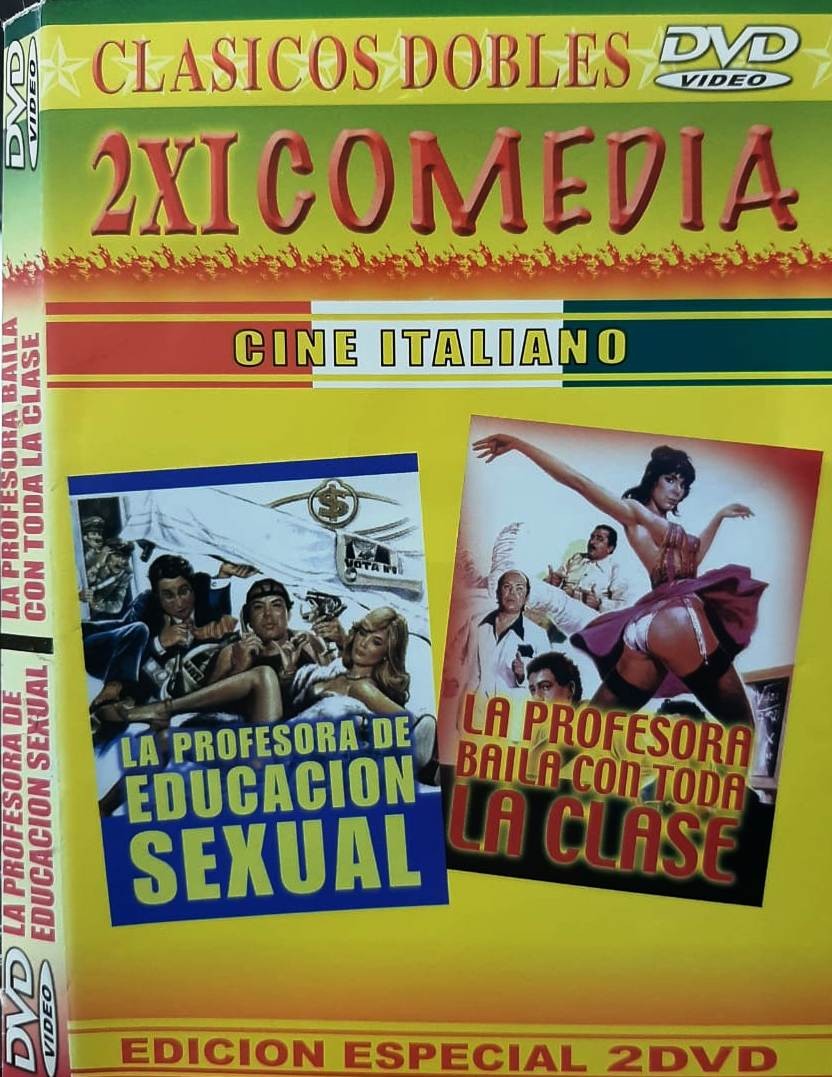 CLASICOS DOBLES
DVD
VIDEO
2X1 COMEDIA
CINE ITALIANO
$
VOTA
LA PROFESORA DE
EDUCACION
SEXUAL
LA PROFESORA
BAILA CON TODA
LA CLASE
EDICION ESPECIAL 2DVD
DVD
VIDEO
LA PROFESORA BAILA
CON TODA LA CLASE
LA PROFESORA DE
EDUCACION SEXUAL
DVD
VIDEO